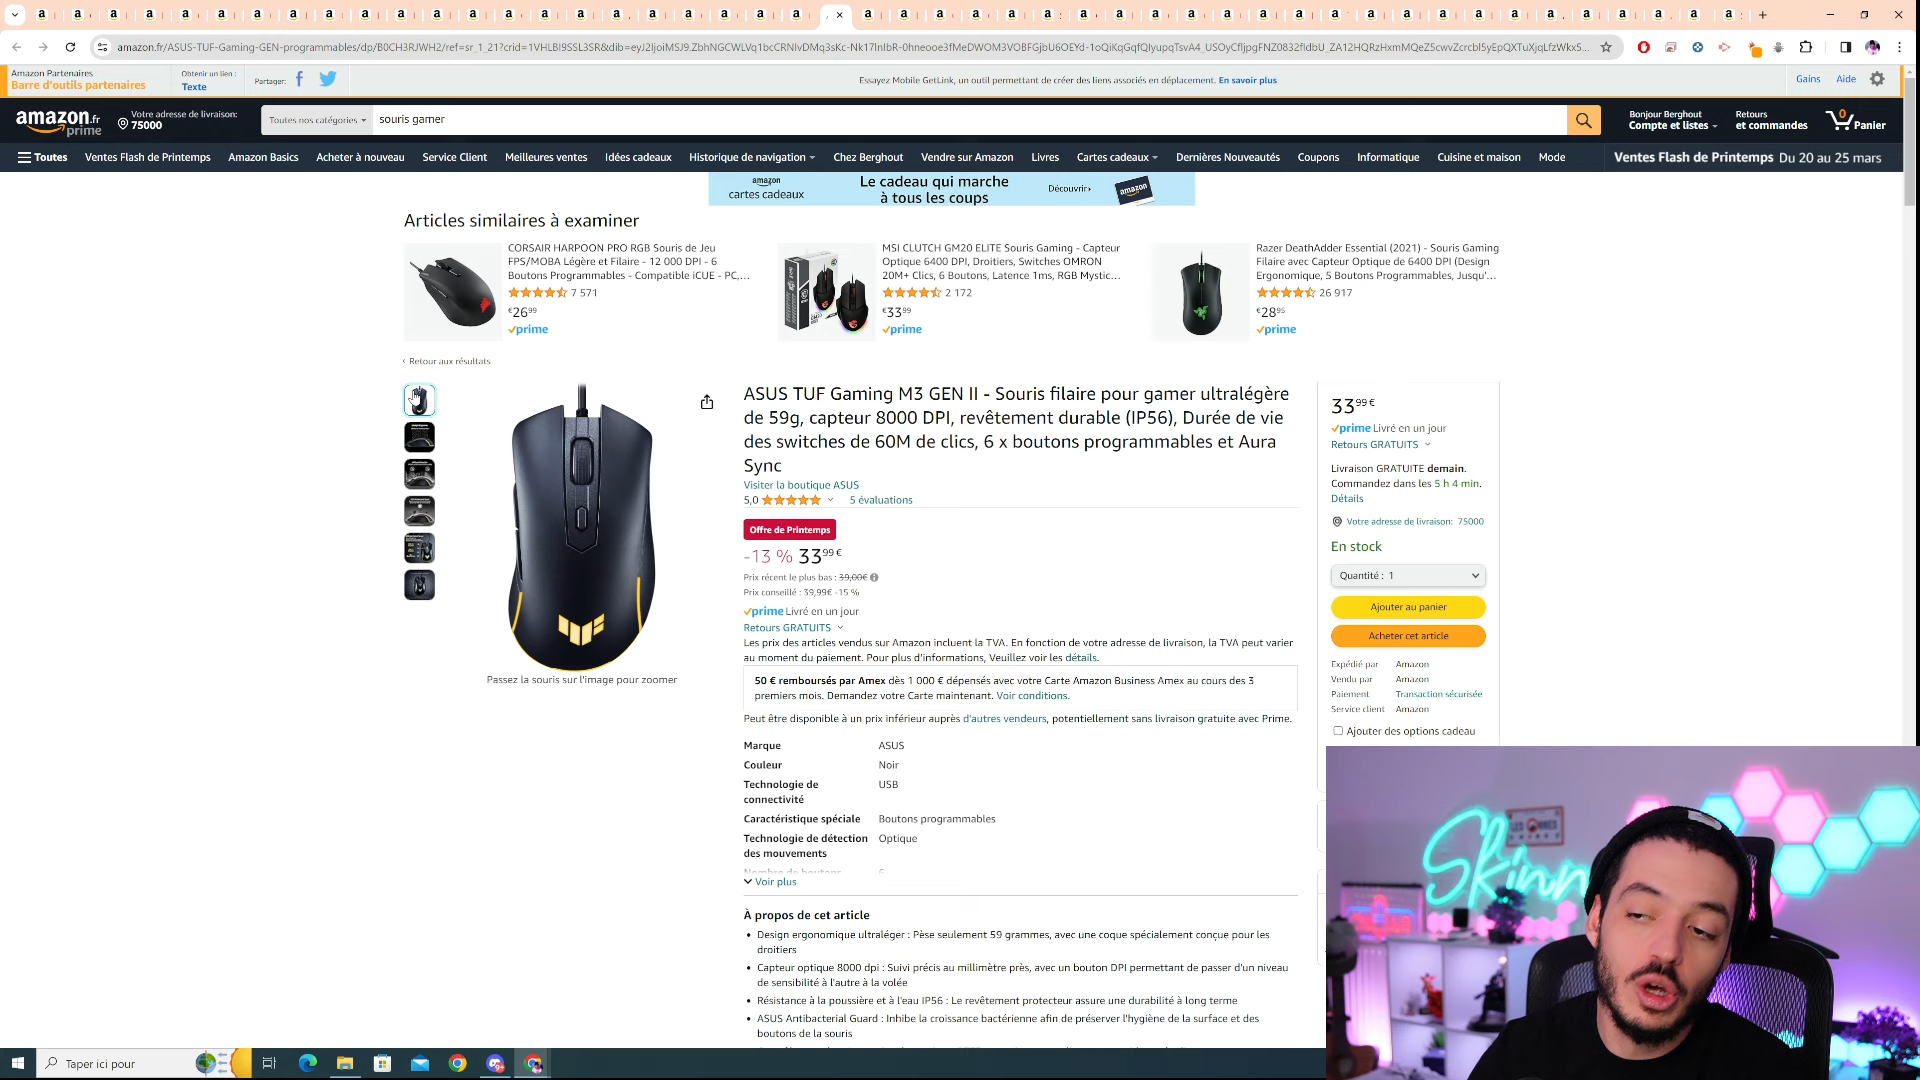 amazon.fr/ASUS-TUF-Gaming-GEN-programmables/dp/B0CH3RJWH2/ref=sr_1_21?crid=
Amazon Partenaires
Barre d'outils partenaires
Obtenir un lien :
Texte
Partager:
Essayez Mobile GetLink, un outil permettant de créer des liens associés en déplacement. En savoir plus
Gains
Aide
amazon.fr
prime
Votre adresse de livraison:
75000
Toutes nos catégories
souris gamer
Bonjour Berghout
Compte et listes
Retours
et commandes
0
Panier
Toutes
Ventes Flash de Printemps
Amazon Basics
Acheter à nouveau
Service Client
Meilleures ventes
Idées cadeaux
Historique de navigation
Chez Berghout
Vendre sur Amazon
Livres
Cartes cadeaux
Dernières Nouveautés
Coupons
Informatique
Cuisine et maison
Mode
Ventes Flash de Printemps Du 20 au 25 mars
amazon
cartes cadeaux
Le cadeau qui marche
à tous les coups
Découvrir›
amazon
Articles similaires à examiner
CORSAIR HARPOON PRO RGB Souris de Jeu
FPS/MOBA Légère et Filaire - 12 000 DPI - 6
Boutons Programmables - Compatible iCUE - PC,...
7 571
€26⁹⁹
prime
MSI CLUTCH GM20 ELITE Souris Gaming - Capteur
Optique 6400 DPI, Droitiers, Switches OMRON
20M+ Clics, 6 Boutons, Latence 1ms, RGB Mystic...
2 172
€33⁹⁹
prime
Razer DeathAdder Essential (2021) - Souris Gaming
Filaire avec Capteur Optique de 6400 DPI (Design
Ergonomique, 5 Boutons Programmables, Jusqu'...
26 917
€28⁹⁵
prime
‹ Retour aux résultats
ASUS TUF Gaming M3 GEN II - Souris filaire pour gamer ultralégère
de 59g, capteur 8000 DPI, revêtement durable (IP56), Durée de vie
des switches de 60M de clics, 6 x boutons programmables et Aura
Sync
Visiter la boutique ASUS
5,0
5 évaluations
Offre de Printemps
-13 % 33⁹⁹€
Prix récent le plus bas : 39,00€
Prix conseillé : 39,99€ -15 %
prime Livré en un jour
Retours GRATUITS
Les prix des articles vendus sur Amazon incluent la TVA. En fonction de votre adresse de livraison, la TVA peut varier
au moment du paiement. Pour plus d'informations, Veuillez voir les détails.
50 € remboursés par Amex dès 1 000 € dépensés avec votre Carte Amazon Business Amex au cours des 3
premiers mois. Demandez votre Carte maintenant. Voir conditions.
Peut être disponible à un prix inférieur auprès d'autres vendeurs, potentiellement sans livraison gratuite avec Prime.
Marque ASUS
Couleur Noir
Technologie de
connectivité
USB
Caractéristique spéciale Boutons programmables
Technologie de détection
des mouvements
Optique
Nombre de boutons 6
Voir plus
À propos de cet article
• Design ergonomique ultraléger : Pèse seulement 59 grammes, avec une coque spécialement conçue pour les
droitiers
• Capteur optique 8000 dpi : Suivi précis au millimètre près, avec un bouton DPI permettant de passer d'un niveau
de sensibilité à l'autre à la volée
• Résistance à la poussière et à l'eau IP56 : Le revêtement protecteur assure une durabilité à long terme
• ASUS Antibacterial Guard : Inhibe la croissance bactérienne afin de préserver l'hygiène de la surface et des
boutons de la souris
Passez la souris sur l'image pour zoomer
33⁹⁹€
prime Livré en un jour
Retours GRATUITS
Livraison GRATUITE demain.
Commandez dans les 5 h 4 min.
Détails
Votre adresse de livraison: 75000
En stock
Quantité : 1
Ajouter au panier
Acheter cet article
Expédié par Amazon
Vendu par Amazon
Paiement Transaction sécurisée
Service client Amazon
Ajouter des options cadeau
Skinn
Taper ici pour